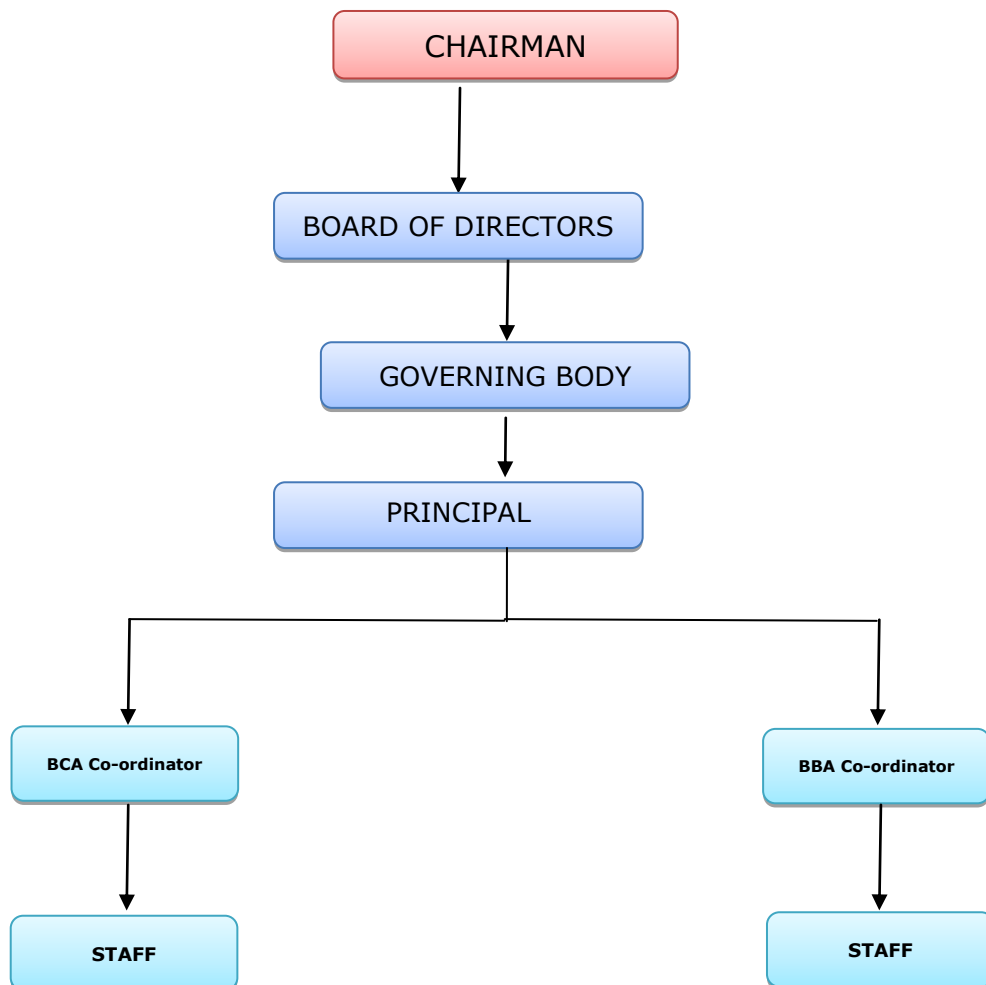 CHAIRMAN
BOARD OF DIRECTORS
GOVERNING BODY
PRINCIPAL
BCA Co-ordinator
BBA Co-ordinator
STAFF
STAFF